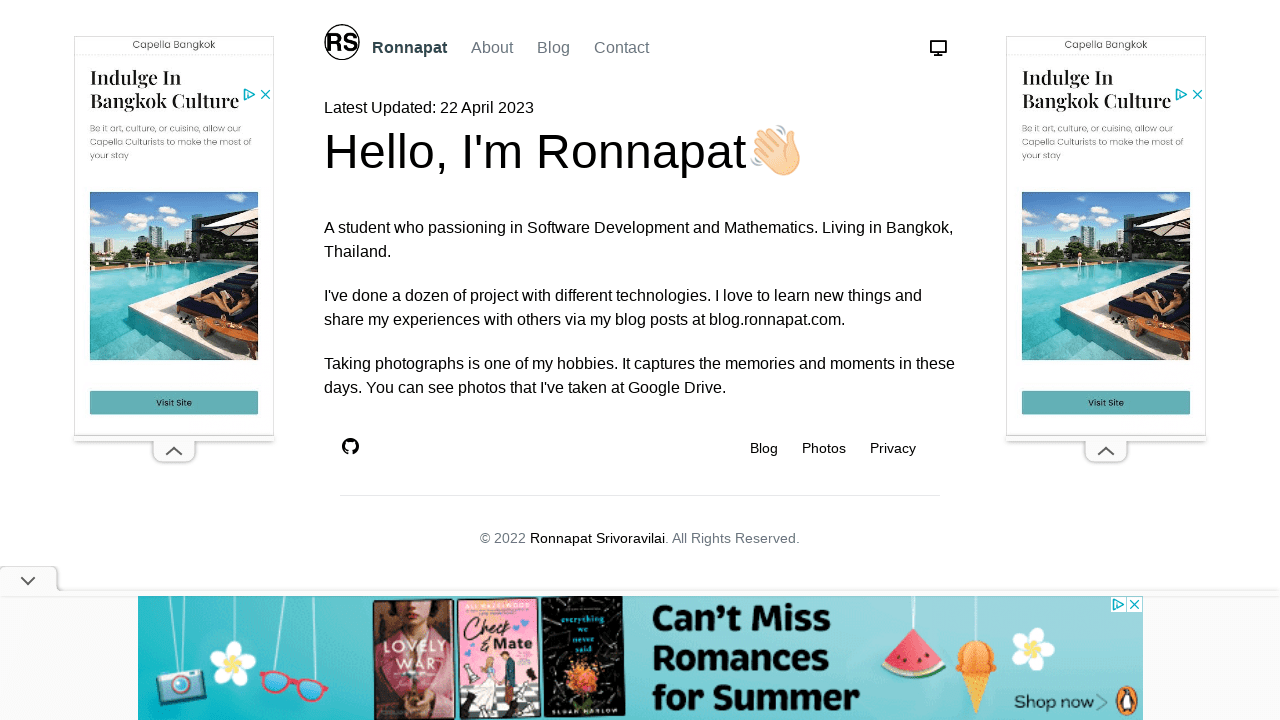 RS
Ronnapat
About
Blog
Contact
Latest Updated: 22 April 2023
Hello, I'm Ronnapat
A student who passioning in Software Development and Mathematics. Living in Bangkok,
Thailand.
I've done a dozen of project with different technologies. I love to learn new things and
share my experiences with others via my blog posts at blog.ronnapat.com.
Taking photographs is one of my hobbies. It captures the memories and moments in these
days. You can see photos that I've taken at Google Drive.
Blog
Photos
Privacy
© 2022 Ronnapat Srivoravilai. All Rights Reserved.
Capella Bangkok
Indulge In
Bangkok Culture
Be it art, culture, or cuisine, allow our
Capella Culturists to make the most of
your stay
Visit Site
Capella Bangkok
Indulge In
Bangkok Culture
Be it art, culture, or cuisine, allow our
Capella Culturists to make the most of
your stay
Visit Site
LOVELY
WAR
ALI HAZELWOOD
Check
& Mate
everything
we never
said
SLOAN HARLOW
Can't Miss
Romances
for Summer
Shop now